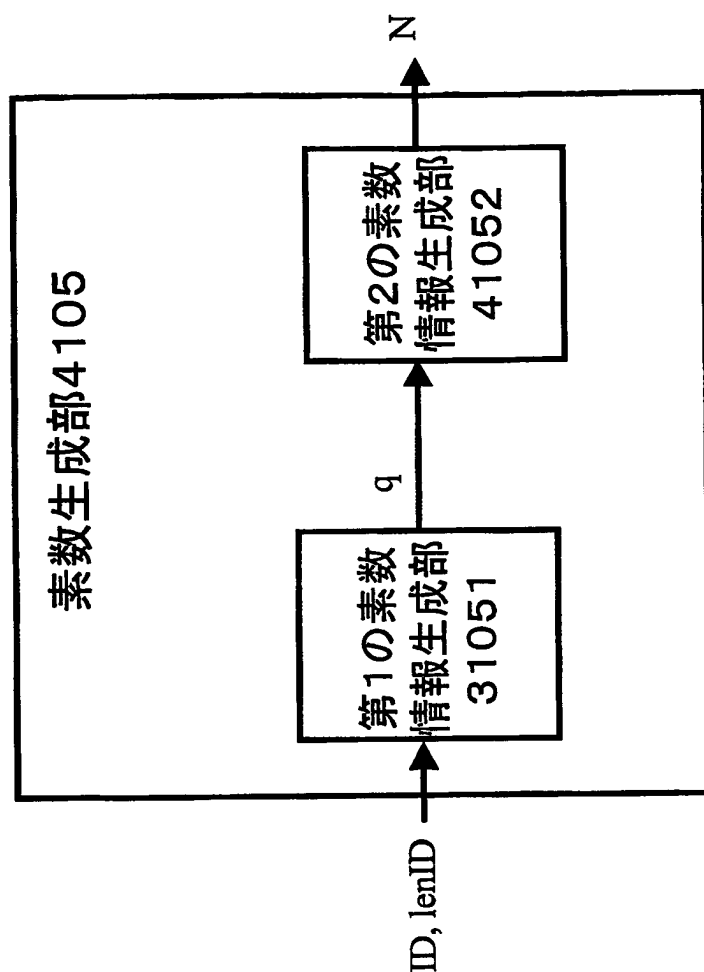 素数生成部4105
ID, lenID
第1の素数
情報生成部
31051
q
第2の素数
情報生成部
41052
N